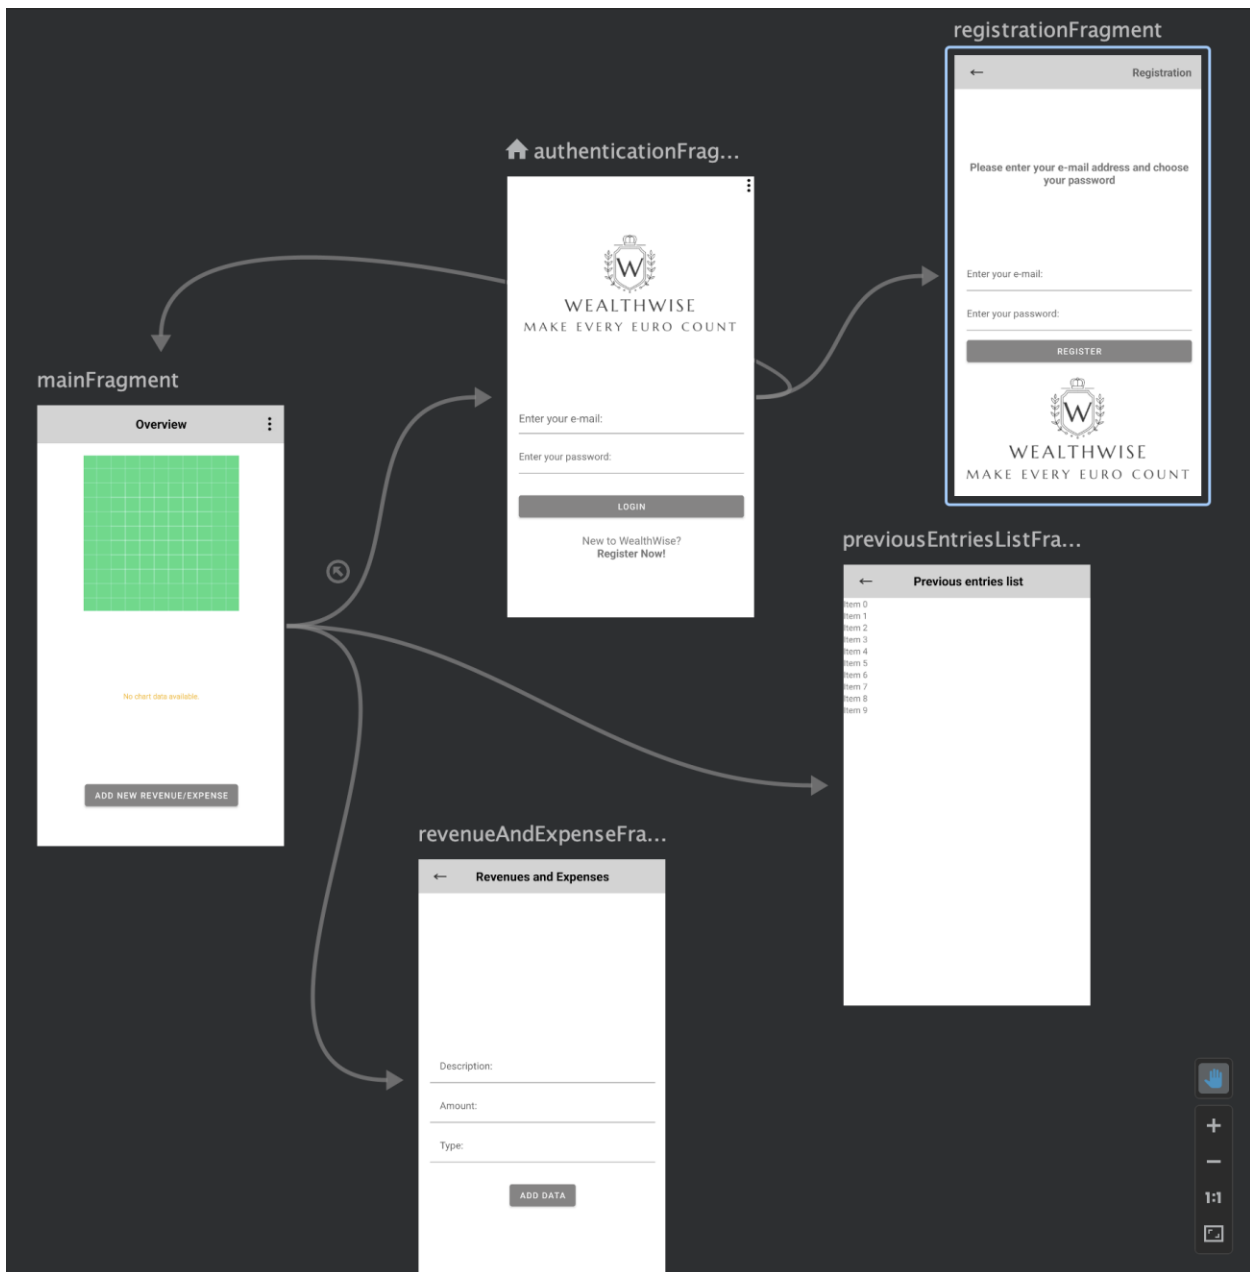 registrationFragment
Registration
Please enter your e-mail address and choose
your password
Enter your e-mail:
Enter your password:
REGISTER
W
WEALTHWISE
MAKE EVERY EURO COUNT
authenticationFrag...
W
WEALTHWISE
MAKE EVERY EURO COUNT
Enter your e-mail:
Enter your password:
LOGIN
New to WealthWise?
Register Now!
mainFragment
Overview
No chart data available.
ADD NEW REVENUE/EXPENSE
previousEntriesListFra...
Previous entries list
Item 0
Item 1
Item 2
Item 3
Item 4
Item 5
Item 6
Item 7
Item 8
Item 9
revenueAndExpenseFra...
Revenues and Expenses
Description:
Amount:
Type:
ADD DATA
1:1